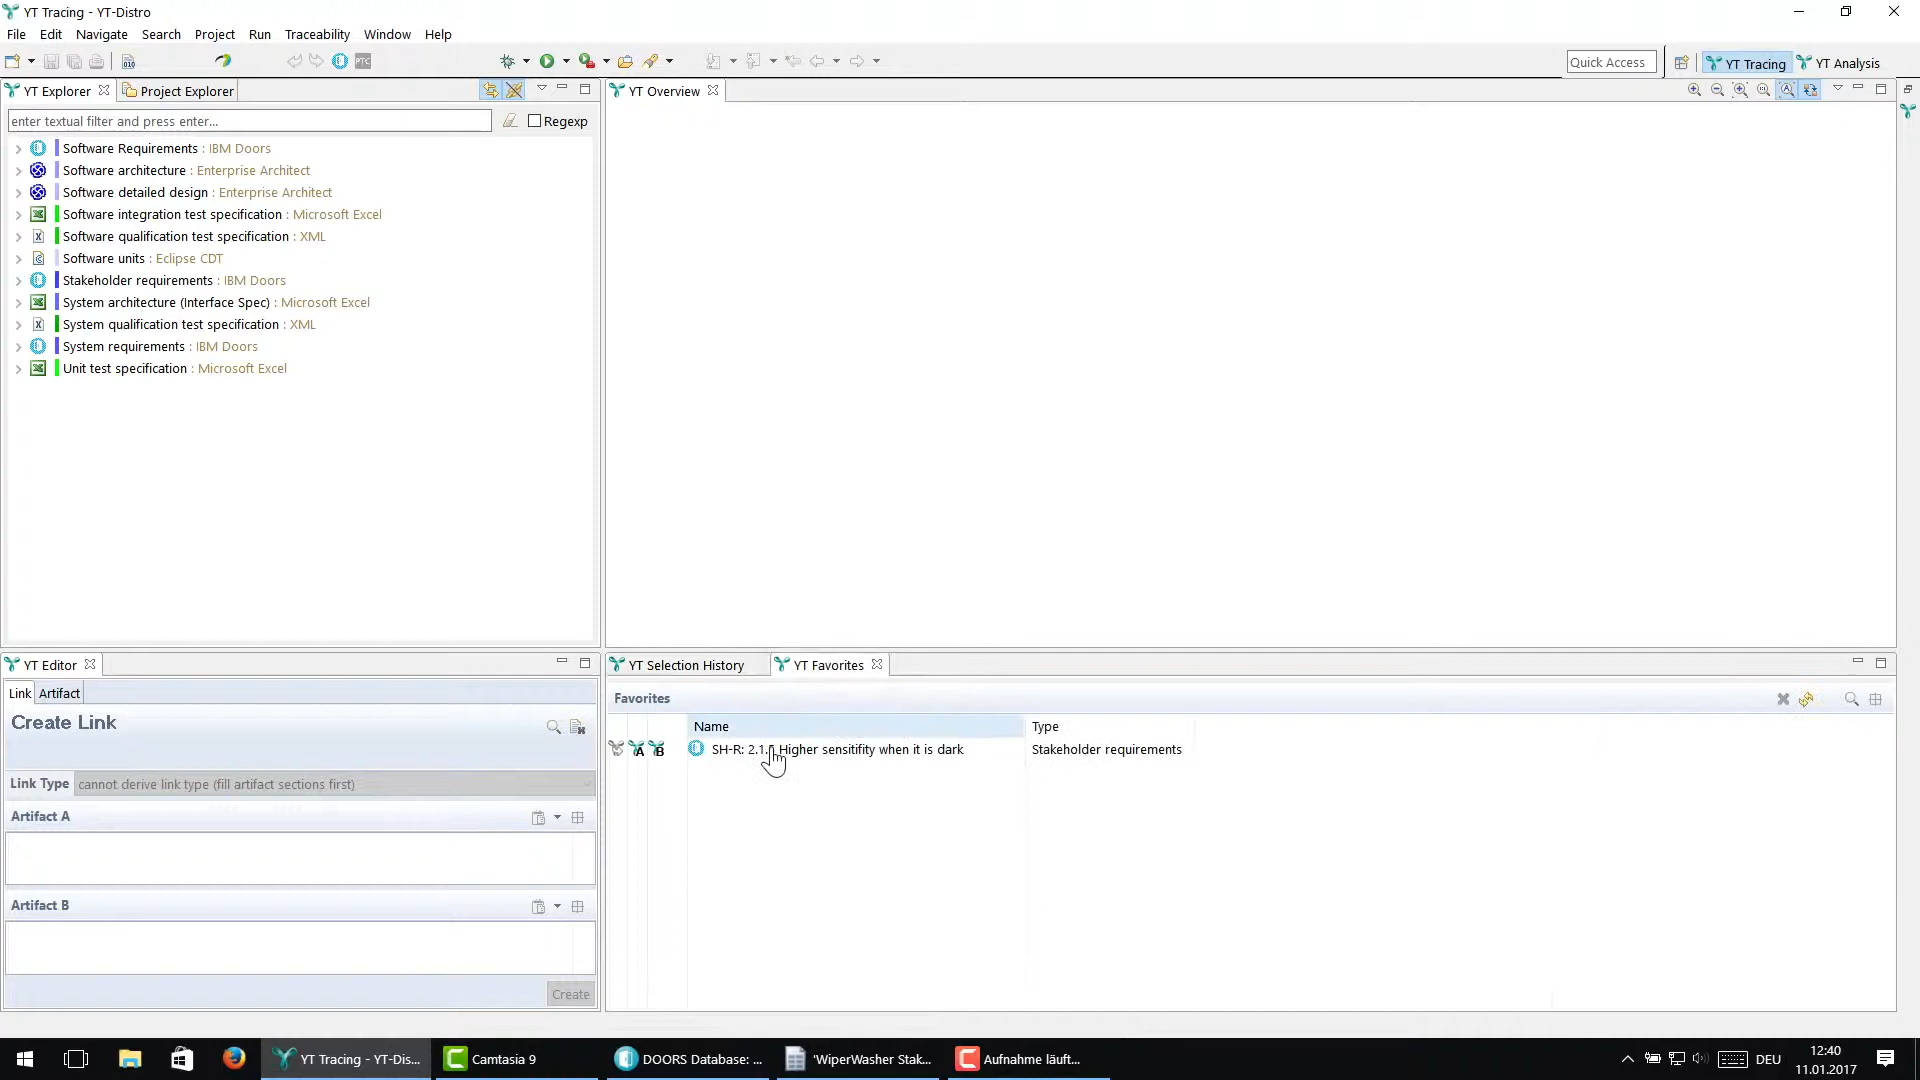 YT Tracing - YT-Distro
File Edit Navigate Search Project Run Traceability Window Help
010 PTC Quick Access YT Tracing YT Analysis
YT Explorer Project Explorer
YT Overview
enter textual filter and press enter... Regexp
Software Requirements : IBM Doors
Software architecture : Enterprise Architect
Software detailed design : Enterprise Architect
Software integration test specification : Microsoft Excel
Software qualification test specification : XML
Software units : Eclipse CDT
Stakeholder requirements : IBM Doors
System architecture (Interface Spec) : Microsoft Excel
System qualification test specification : XML
System requirements : IBM Doors
Unit test specification : Microsoft Excel
YT Editor
Link Artifact
Create Link
Link Type cannot derive link type (fill artifact sections first)
Artifact A
Artifact B
Create
YT Selection History YT Favorites
Favorites
Name Type
A B SH-R: 2.1. Higher sensitifity when it is dark Stakeholder requirements
YT Tracing - YT-Dis... Camtasia 9 DOORS Database: ... 'WiperWasher Stak... Aufnahme läuft... DEU 12:40
11.01.2017